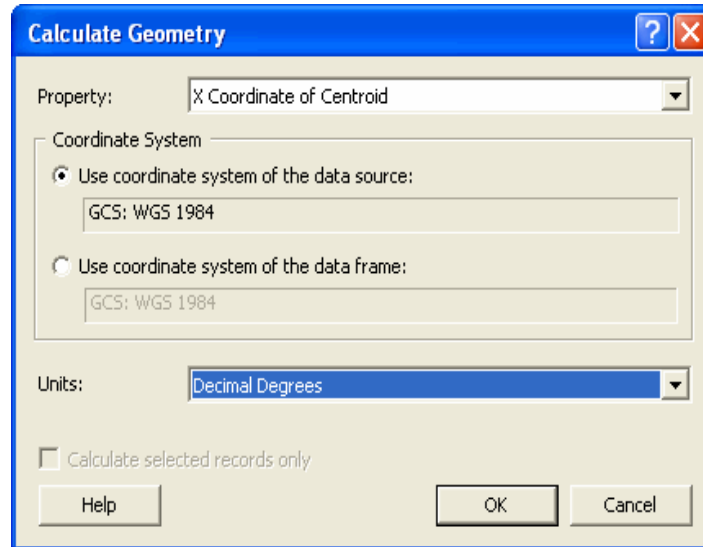 Calculate Geometry
Property: X Coordinate of Centroid
Coordinate System
Use coordinate system of the data source:
GCS: WGS 1984
Use coordinate system of the data frame:
GCS: WGS 1984
Units: Decimal Degrees
Calculate selected records only
Help OK Cancel